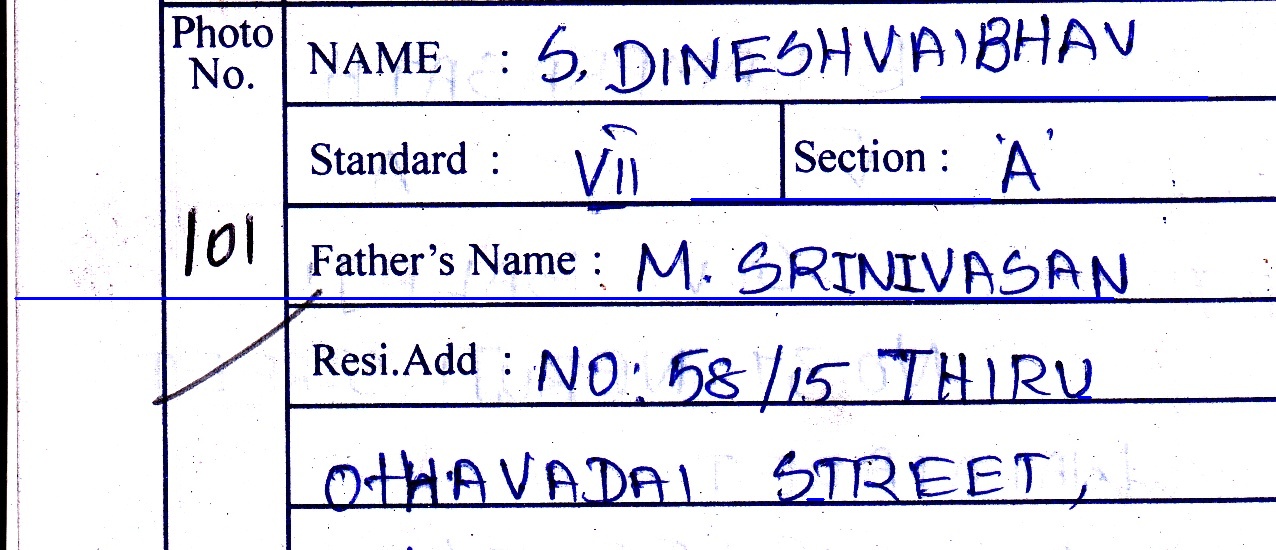 Photo No.
NAME : S. DINESHVAIBHAV
Standard : VII
Section : 'A'
101
Father's Name : M. SRINIVASAN
Resi.Add : NO: 58/15 THIRU
OTHAVADAI STREET,